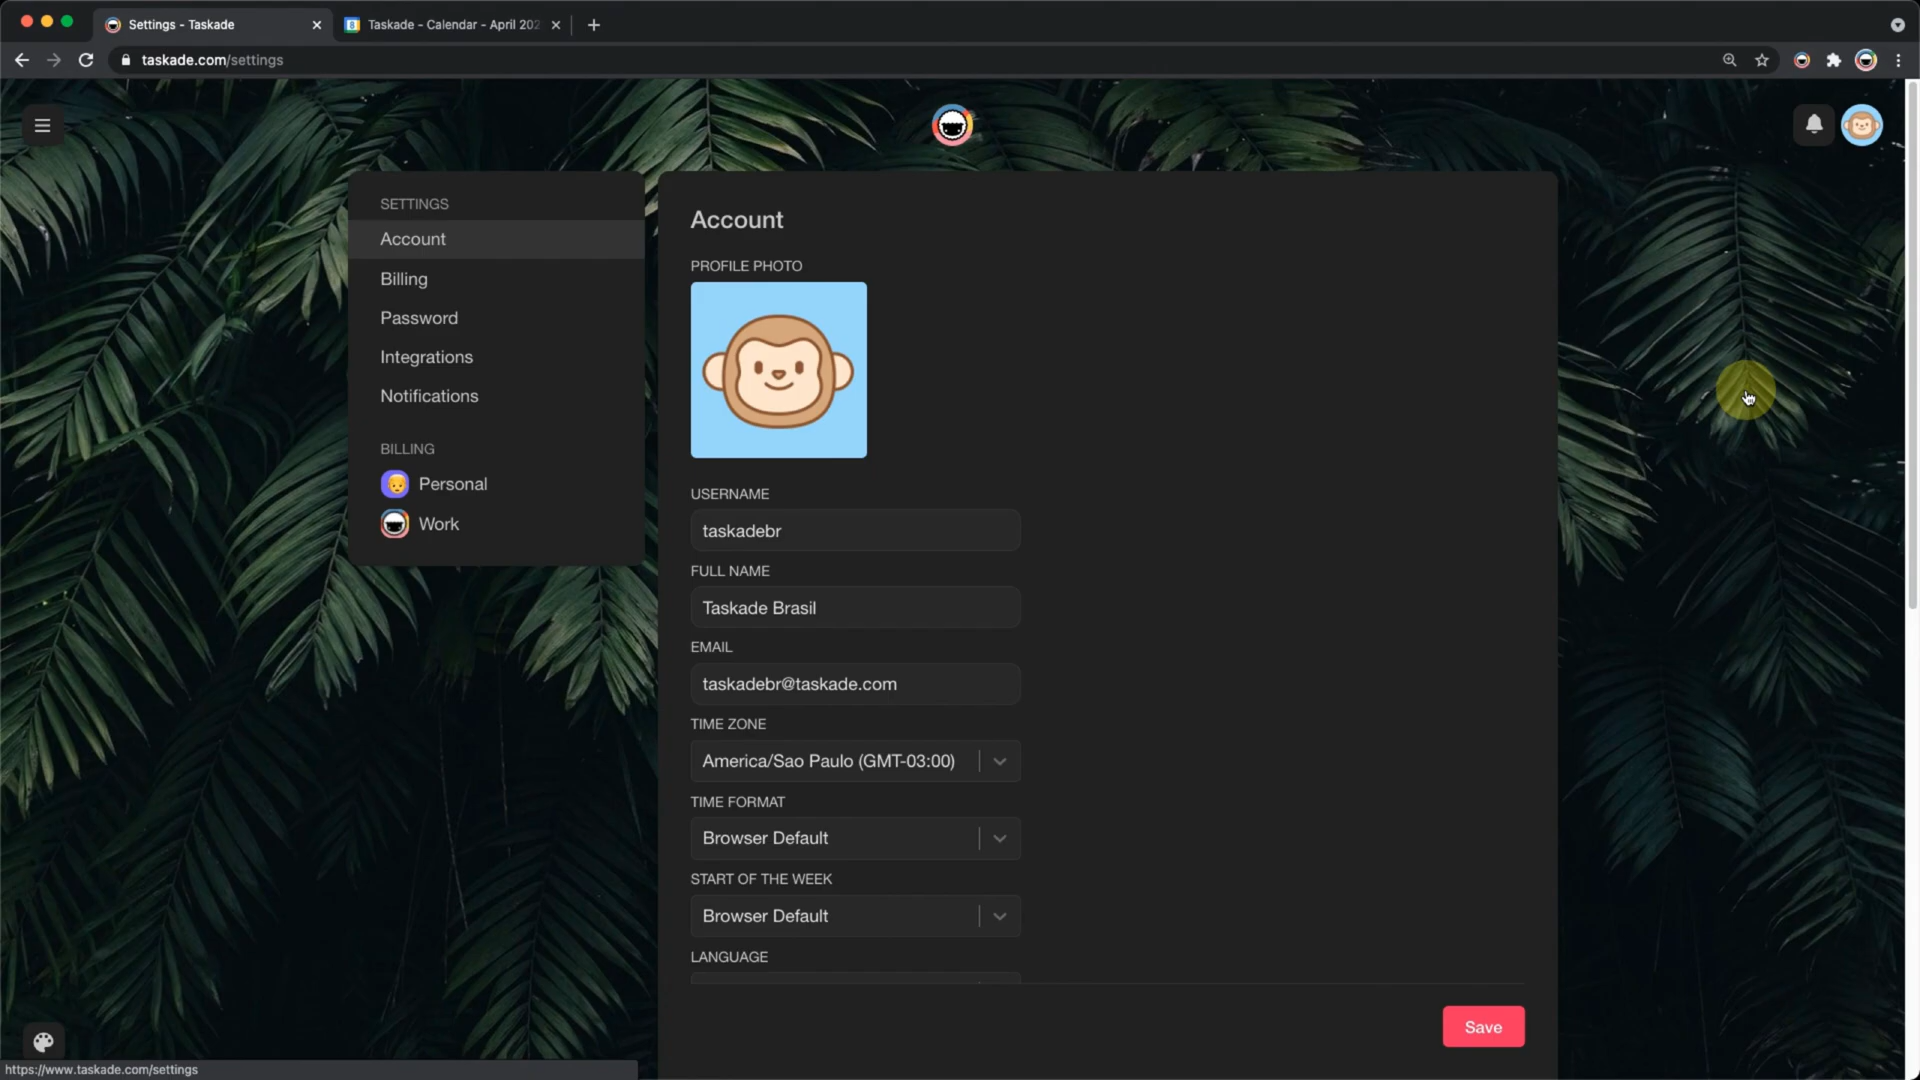 Settings - Taskade
Taskade - Calendar - April 202
taskade.com/settings
SETTINGS
Account
Billing
Password
Integrations
Notifications
BILLING
Personal
Work
Account
PROFILE PHOTO
USERNAME
taskadebr
FULL NAME
Taskade Brasil
EMAIL
taskadebr@taskade.com
TIME ZONE
America/Sao Paulo (GMT-03:00)
TIME FORMAT
Browser Default
START OF THE WEEK
Browser Default
LANGUAGE
Save
https://www.taskade.com/settings